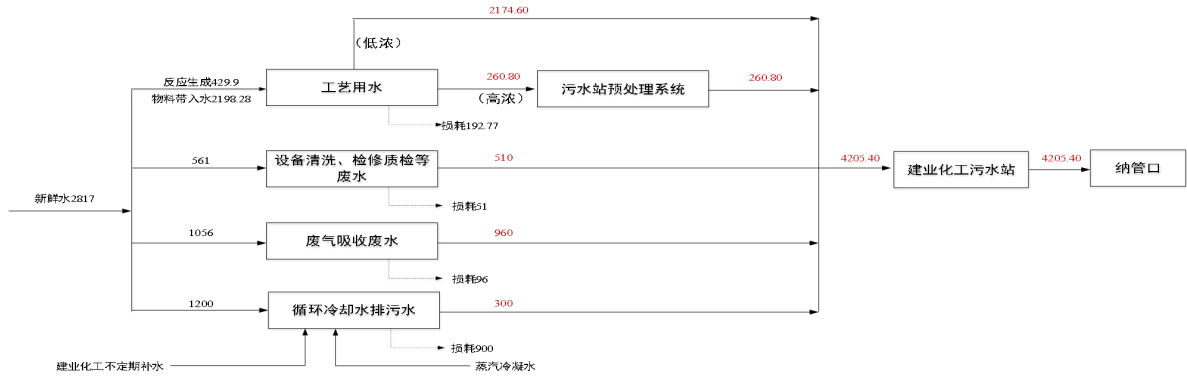 2174.60
（低浓）
反应生成429.9
物料带入水2198.28
工艺用水
260.80
（高浓）
污水站预处理系统
260.80
损耗192.77
561
设备清洗、检修质检等
废水
510
损耗51
4205.40
建业化工污水站
4205.40
纳管口
新鲜水2817
1056
废气吸收废水
960
损耗96
1200
循环冷却水排污水
300
损耗900
建业化工不定期补水
蒸汽冷凝水